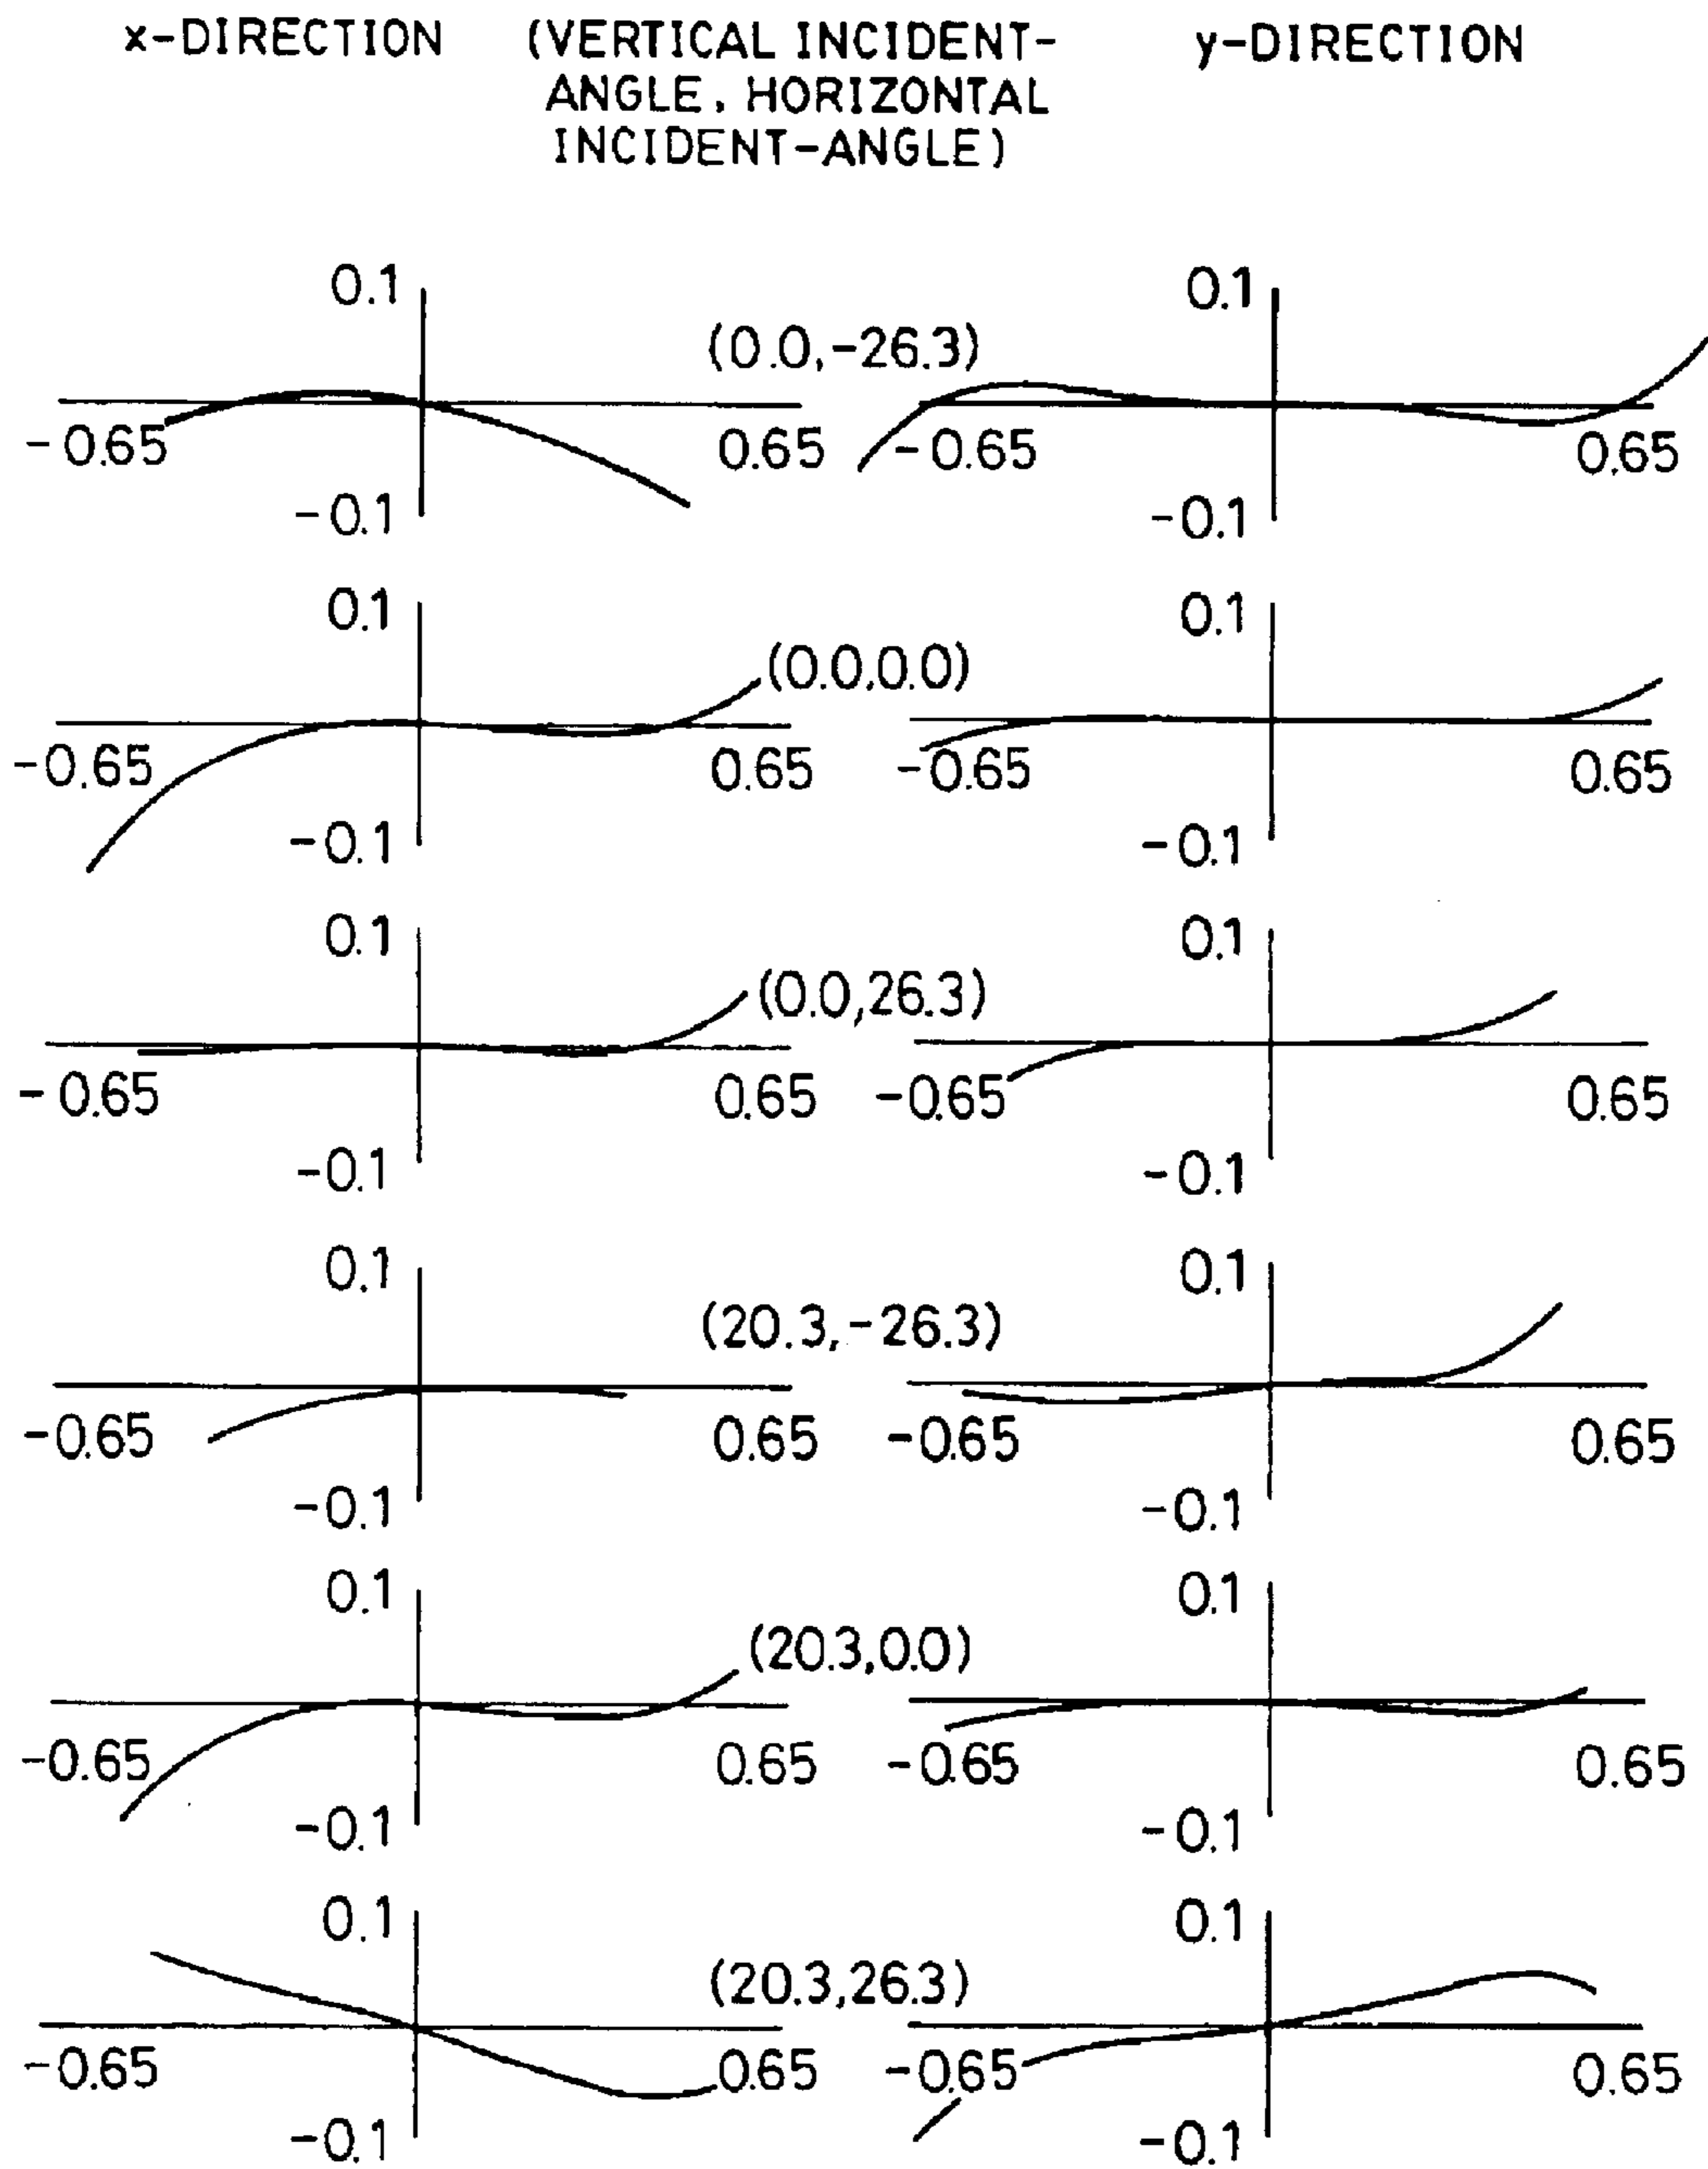 x-DIRECTION (VERTICAL INCIDENT- y-DIRECTION
ANGLE, HORIZONTAL
INCIDENT-ANGLE)
0.1 0.1
(0.0,-26.3)
-0.65 0.65 -0.65 0.65
-0.1 -0.1
0.1 0.1
(0.0,0.0)
-0.65 0.65 -0.65 0.65
-0.1 -0.1
0.1 0.1
(0.0,26.3)
-0.65 0.65 -0.65 0.65
-0.1 -0.1
0.1 0.1
(20.3,-26.3)
-0.65 0.65 -0.65 0.65
-0.1 -0.1
0.1 0.1
(20.3,0.0)
-0.65 0.65 -0.65 0.65
-0.1 -0.1
0.1 0.1
(20.3,26.3)
-0.65 0.65 -0.65 0.65
-0.1 -0.1